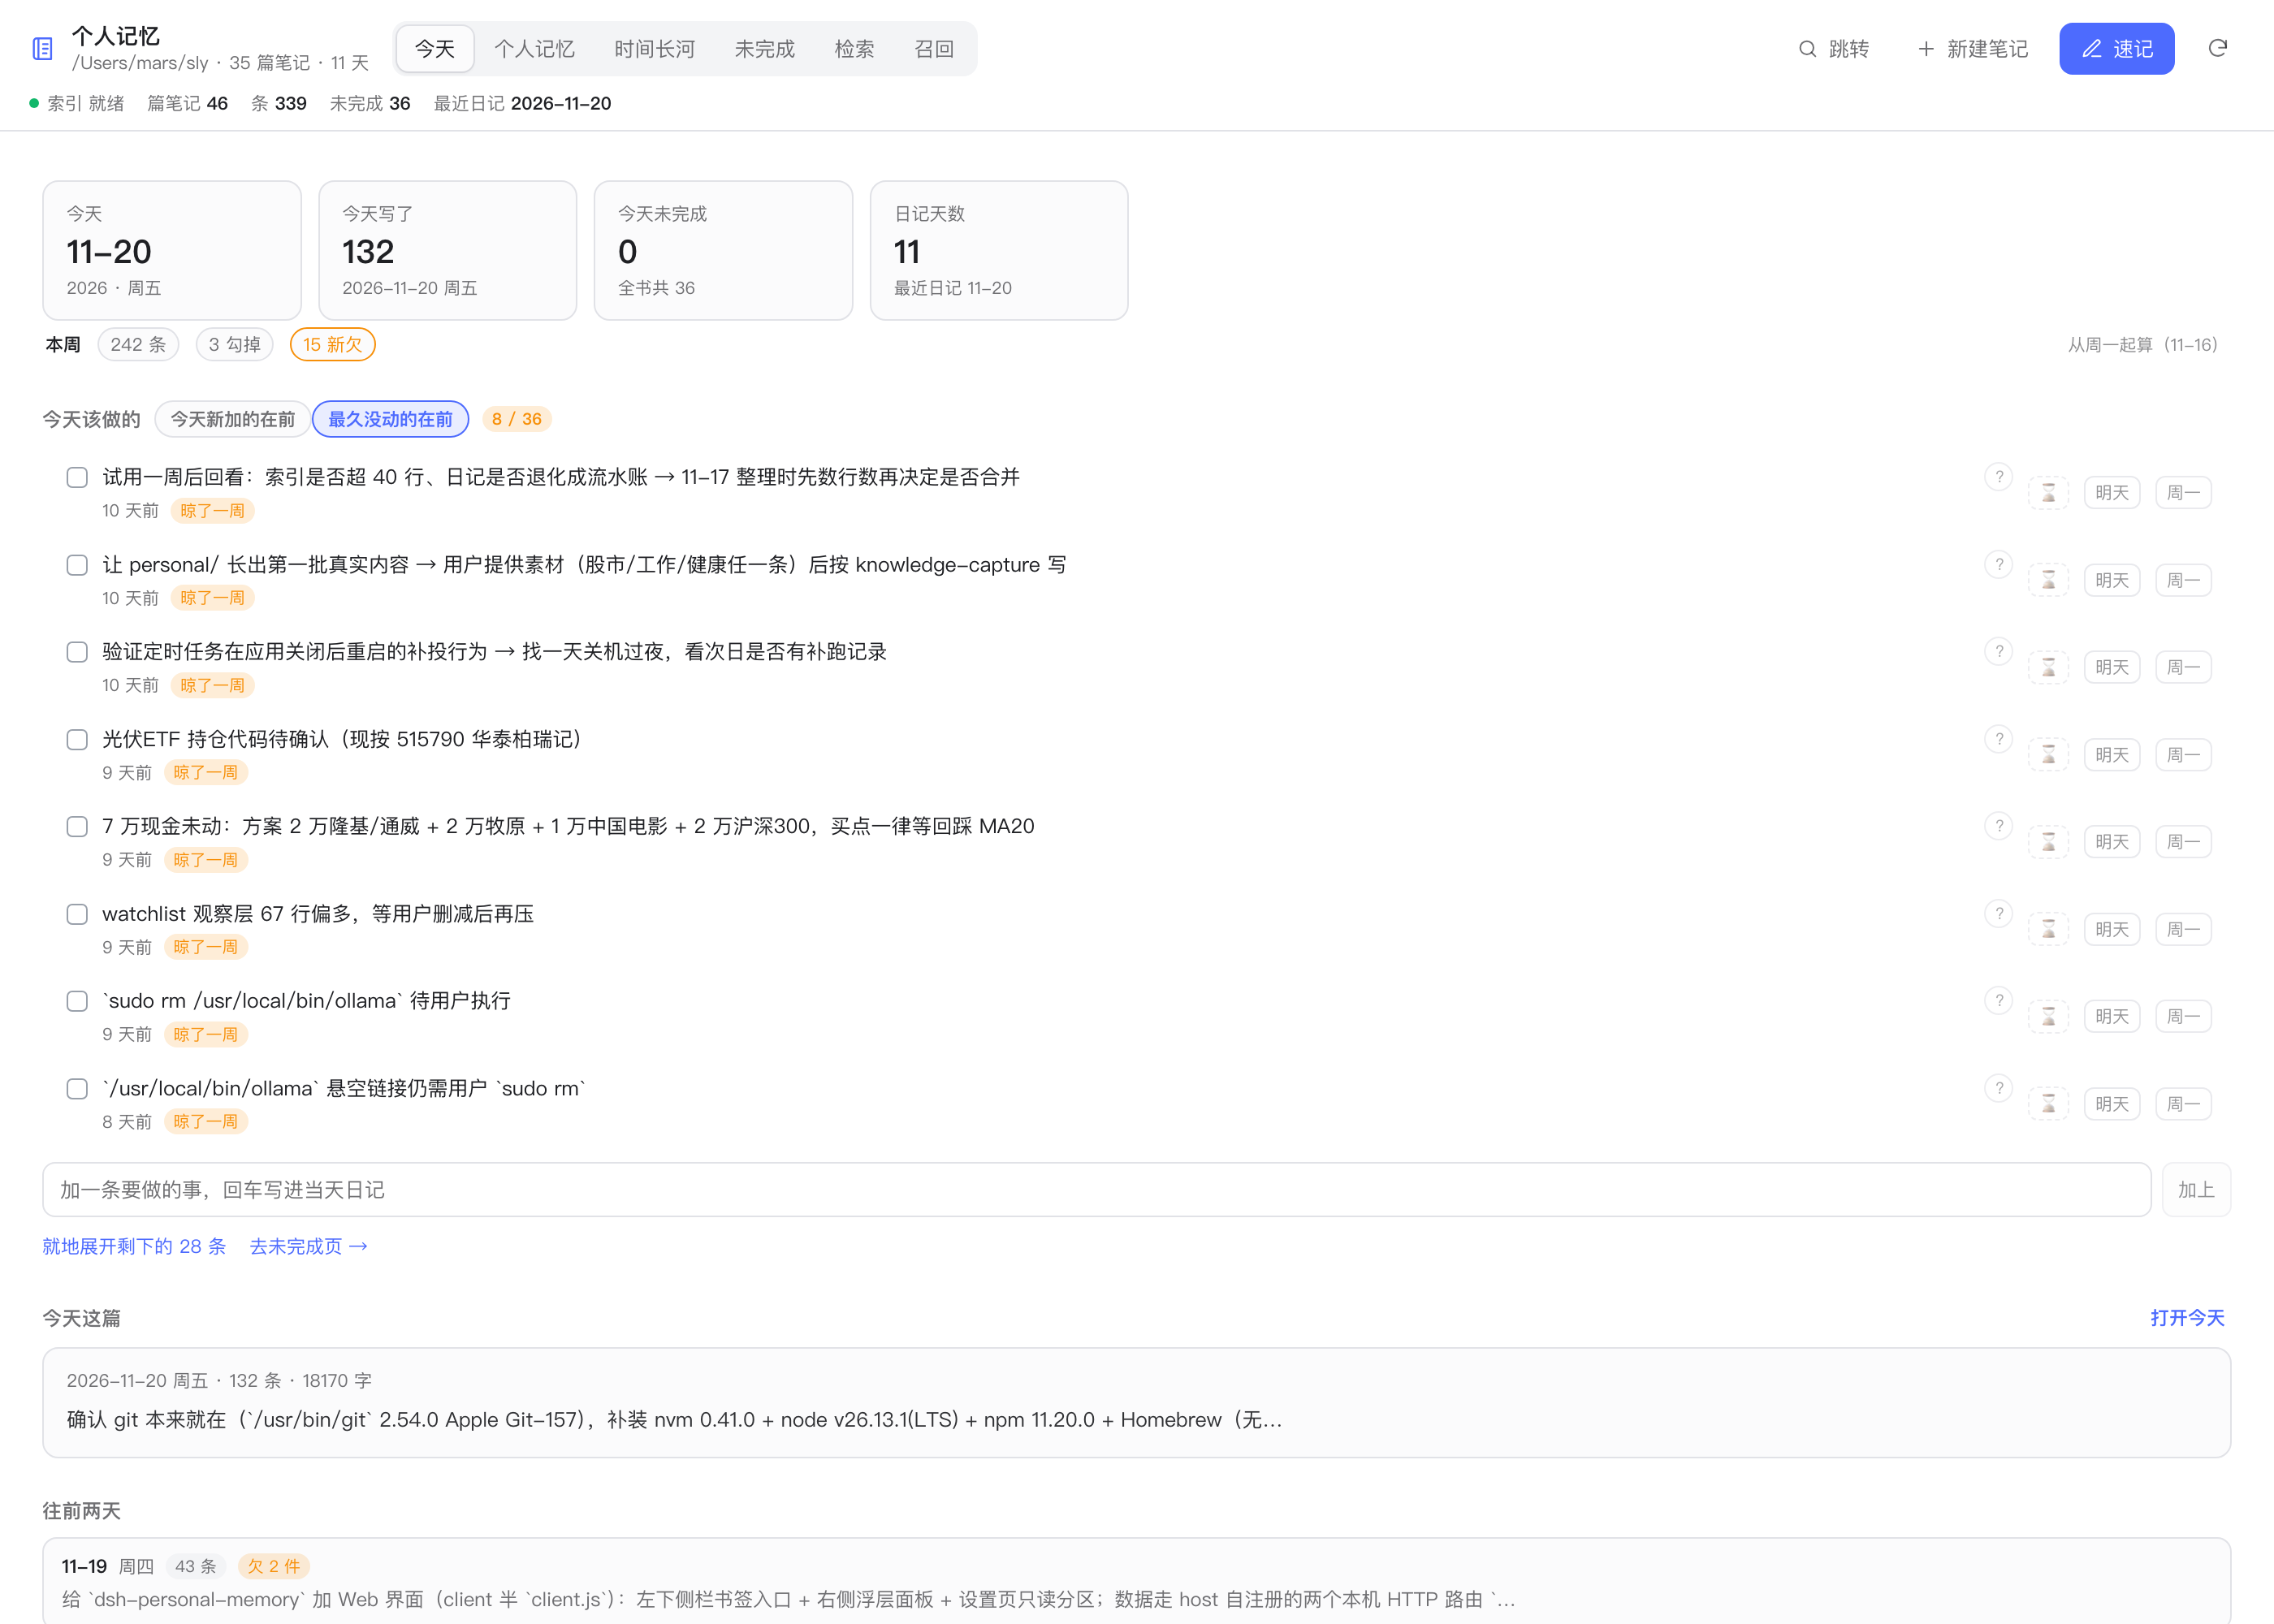 个人记忆
/Users/mars/sly · 35 篇笔记 · 11 天
今天 个人记忆 时间长河 未完成 检索 召回
跳转 + 新建笔记 速记
索引 就绪 篇笔记 46 条 339 未完成 36 最近日记 2026-11-20
今天 今天写了 今天未完成 日记天数
11-20 132 0 11
2026 · 周五 2026-11-20 周五 全书共 36 最近日记 11-20
本周 242 条 3 勾掉 15 新欠 从周一起算（11-16）
今天该做的 今天新加的在前 最久没动的在前 8 / 36
试用一周后回看：索引是否超 40 行、日记是否退化成流水账 → 11-17 整理时先数行数再决定是否合并 ?
10 天前 晾了一周 明天 周一
让 personal/ 长出第一批真实内容 → 用户提供素材（股市/工作/健康任一条）后按 knowledge-capture 写 ?
10 天前 晾了一周 明天 周一
验证定时任务在应用关闭后重启的补投行为 → 找一天关机过夜，看次日是否有补跑记录 ?
10 天前 晾了一周 明天 周一
光伏ETF 持仓代码待确认（现按 515790 华泰柏瑞记） ?
9 天前 晾了一周 明天 周一
7 万现金未动：方案 2 万隆基/通威 + 2 万牧原 + 1 万中国电影 + 2 万沪深300，买点一律等回踩 MA20 ?
9 天前 晾了一周 明天 周一
watchlist 观察层 67 行偏多，等用户删减后再压 ?
9 天前 晾了一周 明天 周一
`sudo rm /usr/local/bin/ollama` 待用户执行 ?
9 天前 晾了一周 明天 周一
`/usr/local/bin/ollama` 悬空链接仍需用户 `sudo rm` ?
8 天前 晾了一周 明天 周一
加一条要做的事，回车写进当天日记 加上
就地展开剩下的 28 条 去未完成页 →
今天这篇 打开今天
2026-11-20 周五 · 132 条 · 18170 字
确认 git 本来就在（`/usr/bin/git` 2.54.0 Apple Git-157），补装 nvm 0.41.0 + node v26.13.1(LTS) + npm 11.20.0 + Homebrew（无…
往前两天
11-19 周四 43 条 欠 2 件
给 `dsh-personal-memory` 加 Web 界面（client 半 `client.js`）：左下侧栏书签入口 + 右侧浮层面板 + 设置页只读分区；数据走 host 自注册的两个本机 HTTP 路由 `…